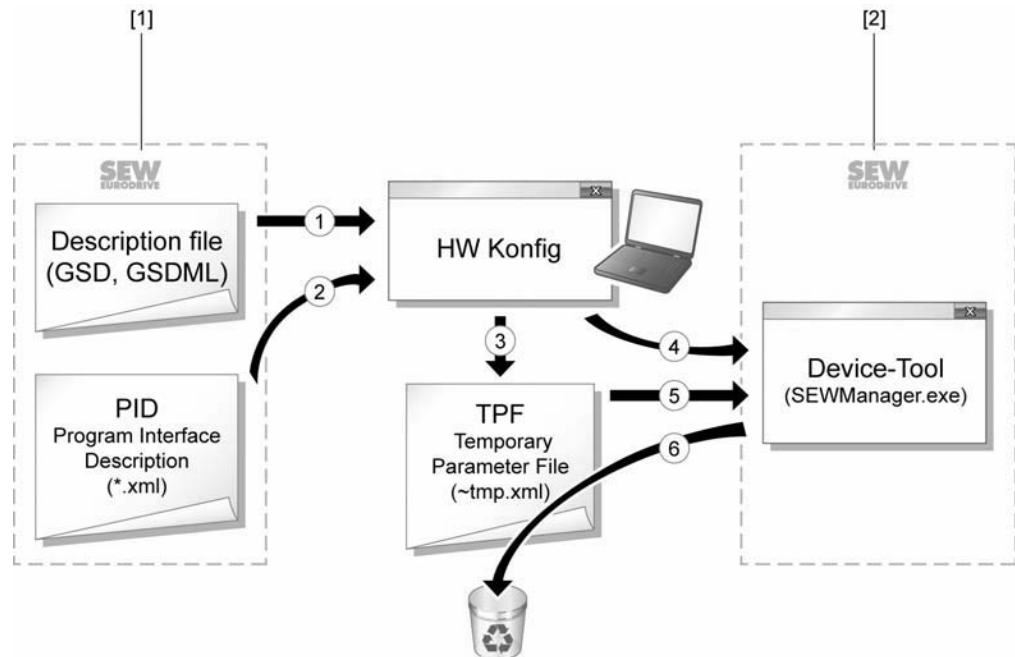 [1]
[2]
SEW
EURODRIVE
SEW
EURODRIVE
Description file
(GSD, GSDML)
1
HW Konfig
X
2
PID
Program Interface
Description
(*.xml)
3
TPF
Temporary
Parameter File
(~tmp.xml)
4
5
6
X
Device-Tool
(SEWManager.exe)